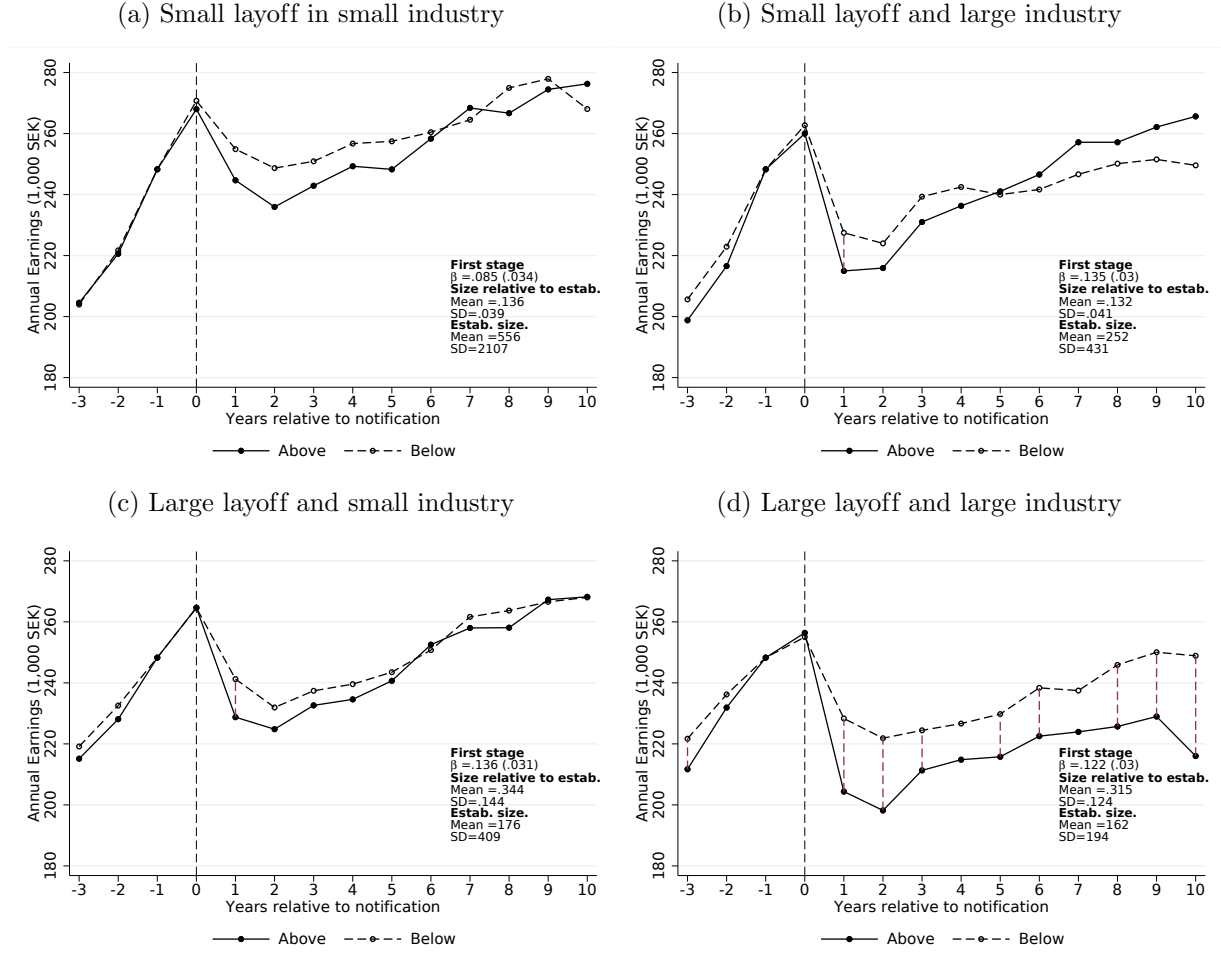 (a) Small layoff in small industry
Annual Earnings (1,000 SEK)
280
260
240
220
200
180
First stage
β =.085 (.034)
Size relative to estab.
Mean =.136
SD=.039
Estab. size.
Mean =556
SD=2107
-3 -2 -1 0 1 2 3 4 5 6 7 8 9 10
Years relative to notification
Above Below
(b) Small layoff and large industry
Annual Earnings (1,000 SEK)
280
260
240
220
200
180
First stage
β =.135 (.03)
Size relative to estab.
Mean =.132
SD=.041
Estab. size.
Mean =252
SD=431
-3 -2 -1 0 1 2 3 4 5 6 7 8 9 10
Years relative to notification
Above Below
(c) Large layoff and small industry
Annual Earnings (1,000 SEK)
280
260
240
220
200
180
First stage
β =.136 (.031)
Size relative to estab.
Mean =.344
SD=.144
Estab. size.
Mean =176
SD=409
-3 -2 -1 0 1 2 3 4 5 6 7 8 9 10
Years relative to notification
Above Below
(d) Large layoff and large industry
Annual Earnings (1,000 SEK)
280
260
240
220
200
180
First stage
β =.122 (.03)
Size relative to estab.
Mean =.315
SD=.124
Estab. size.
Mean =162
SD=194
-3 -2 -1 0 1 2 3 4 5 6 7 8 9 10
Years relative to notification
Above Below